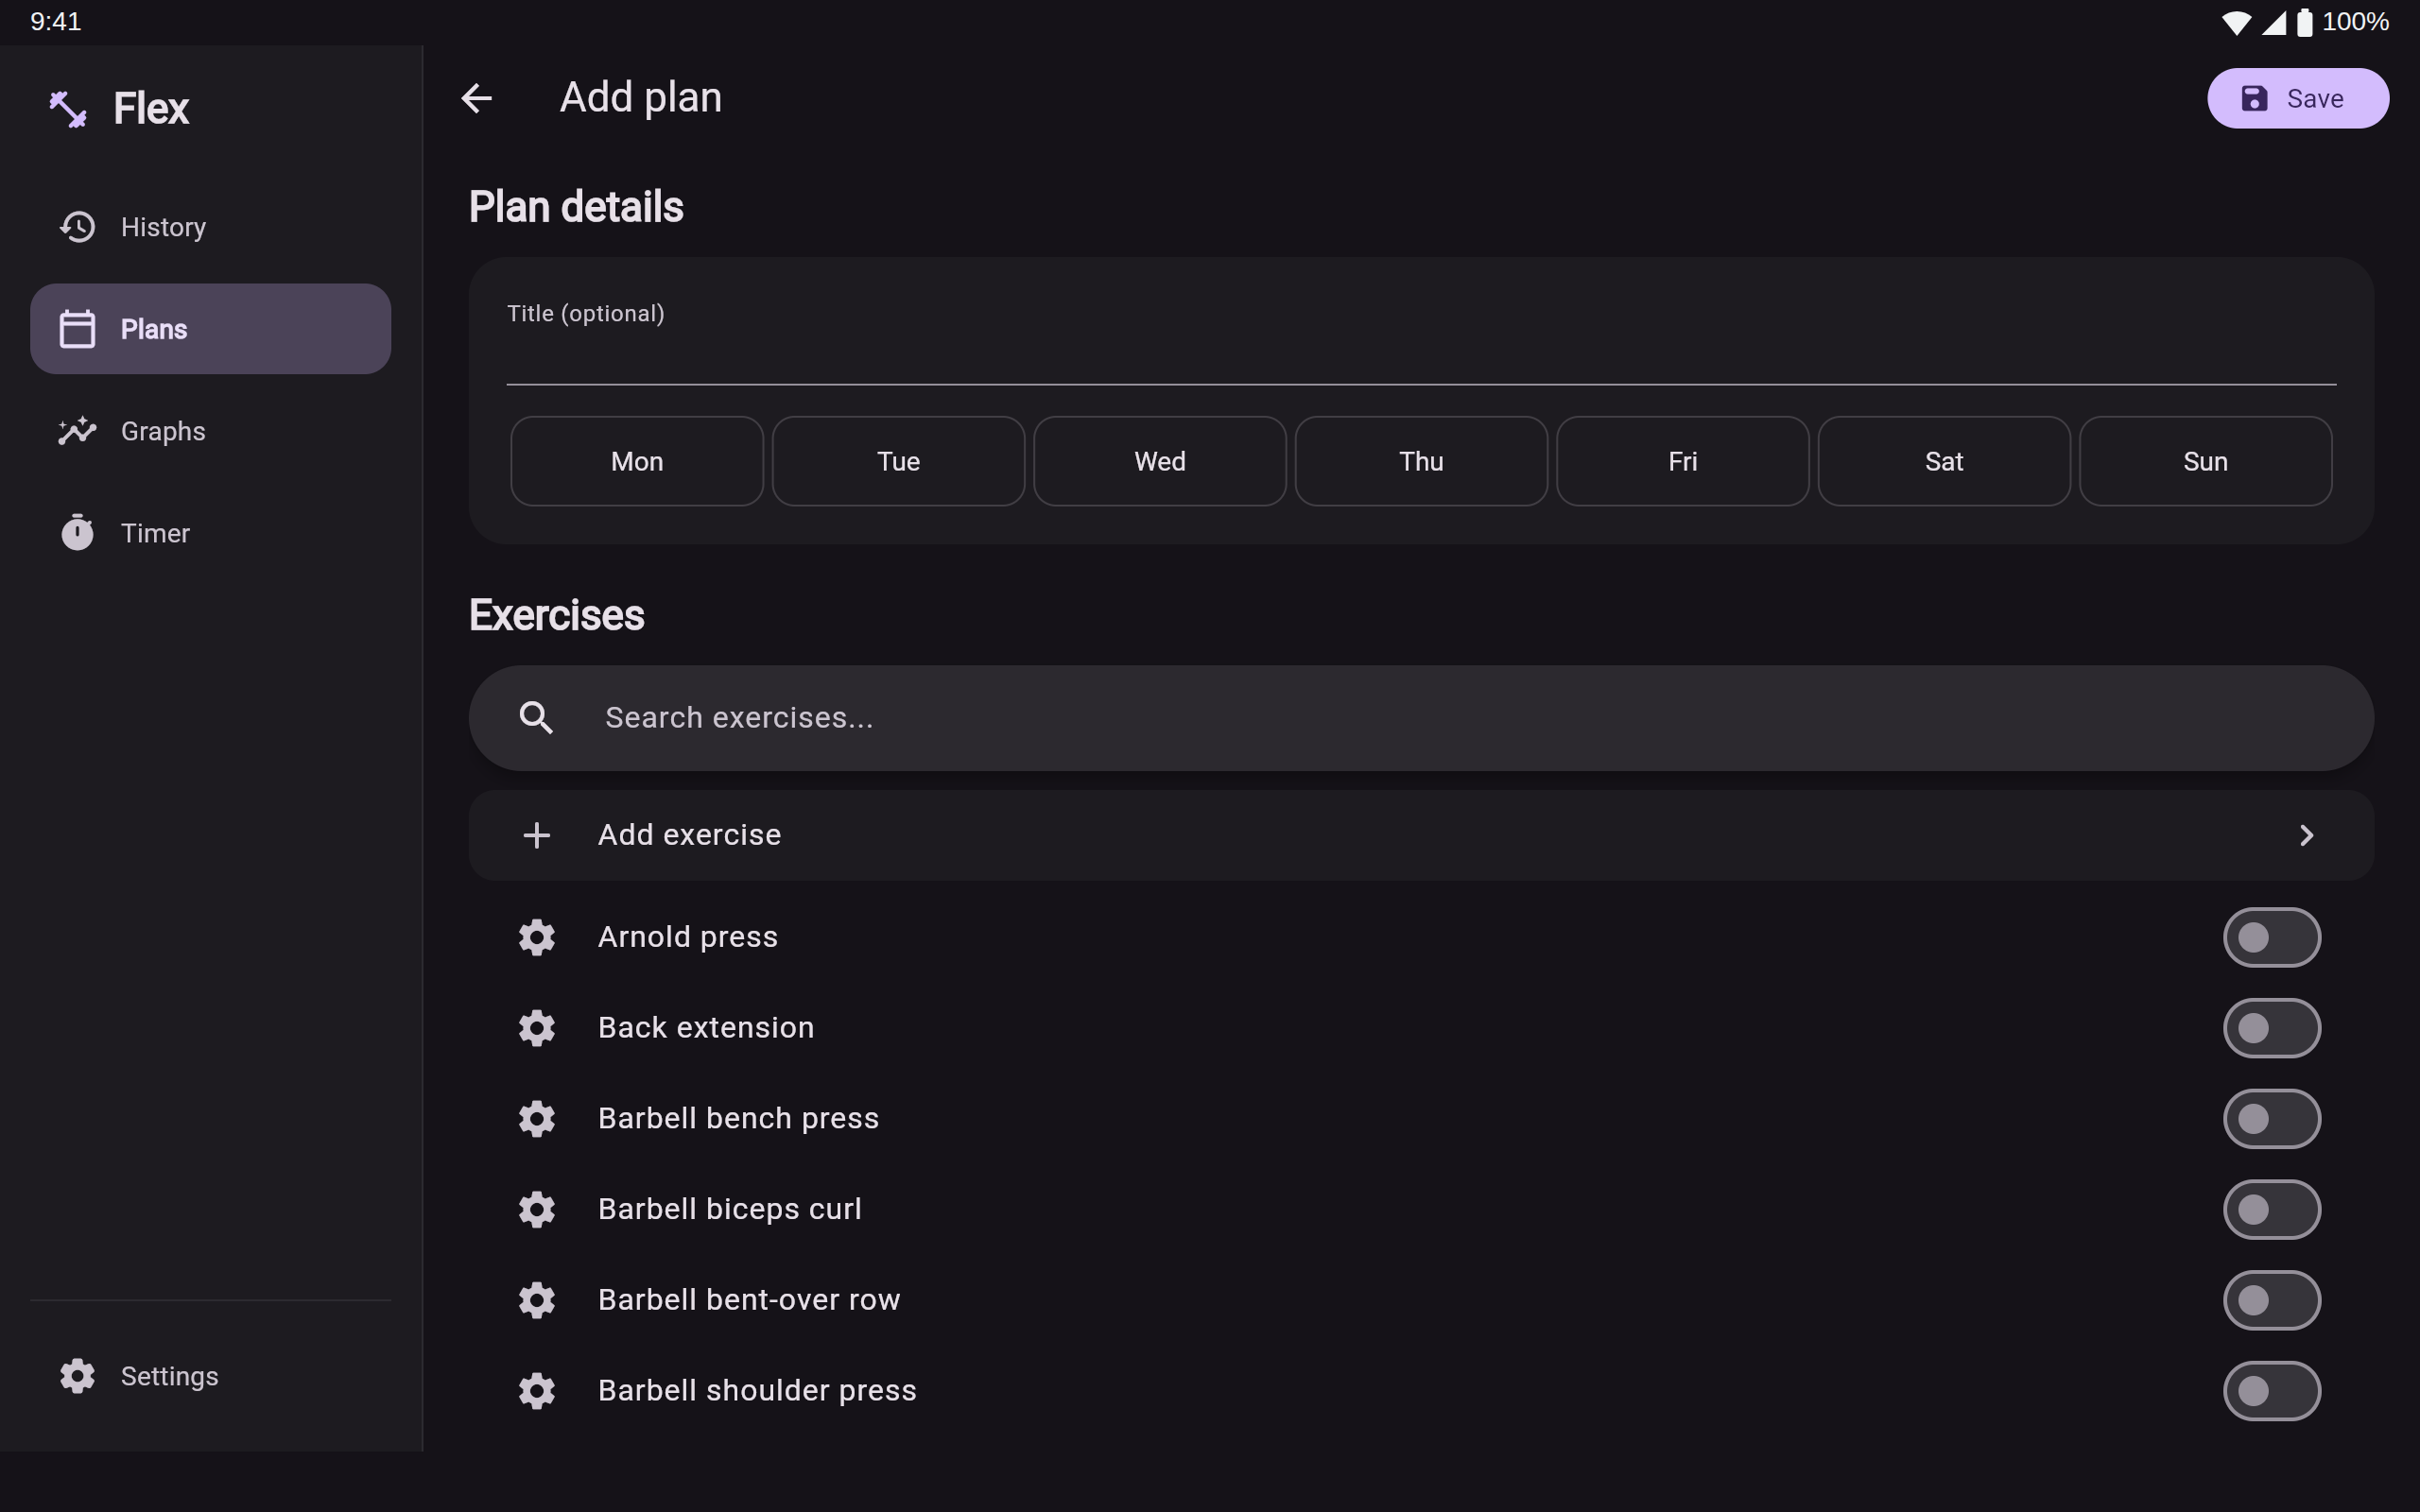 9:41
100%
Flex
Add plan
Save
History
Plans
Graphs
Timer
Settings
Plan details
Title (optional)
Mon Tue Wed Thu Fri Sat Sun
Exercises
Search exercises...
Add exercise
Arnold press
Back extension
Barbell bench press
Barbell biceps curl
Barbell bent-over row
Barbell shoulder press